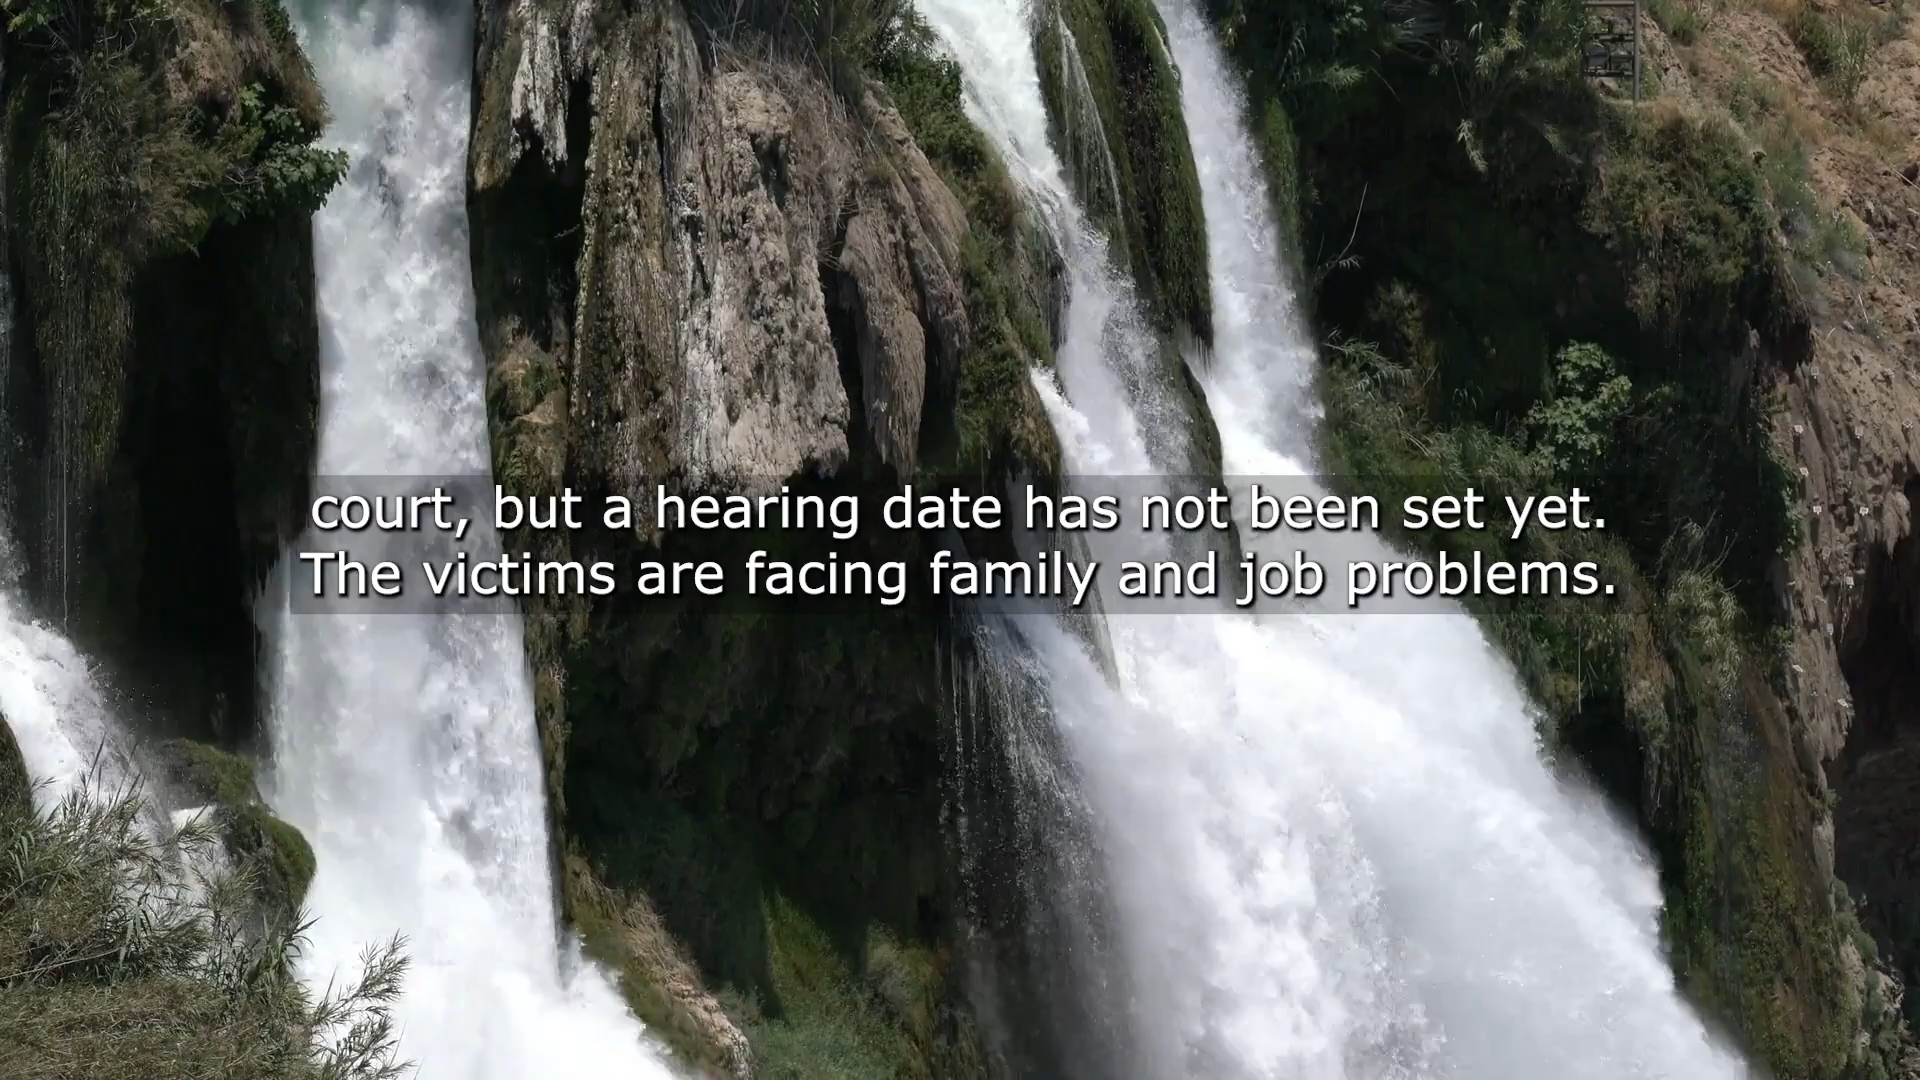 court, but a hearing date has not been set yet.
The victims are facing family and job problems.